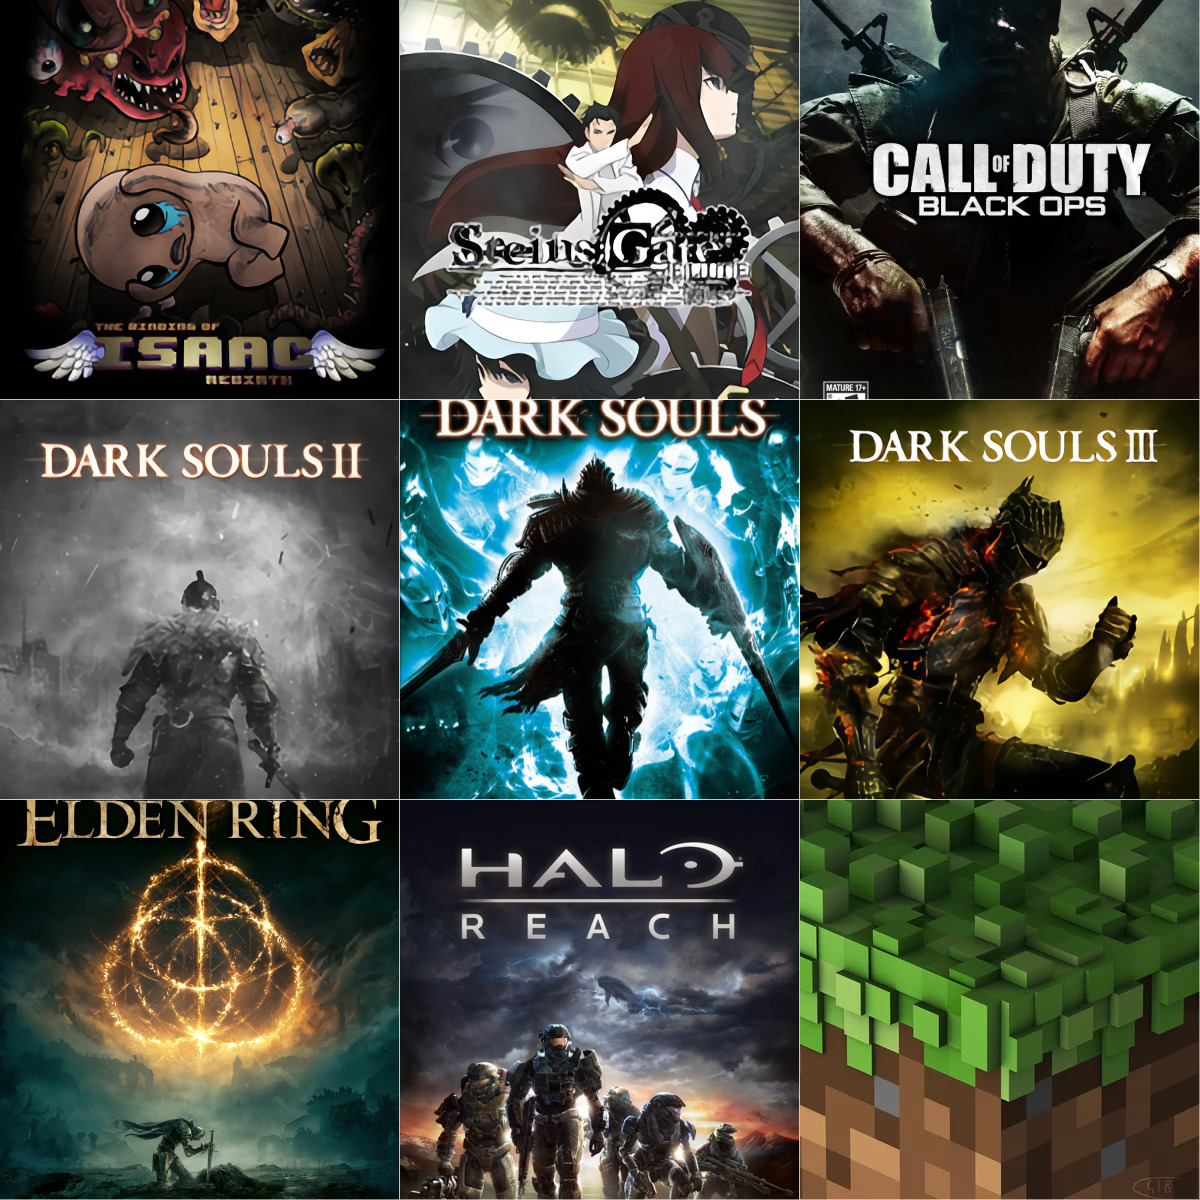 THE BINDING OF
ISAAC
REBIRTH
Steins Gate
ELITE
CALL OF DUTY
BLACK OPS
MATURE 17+
DARK SOULS II
DARK SOULS
DARK SOULS III
ELDEN RING
HALO
REACH